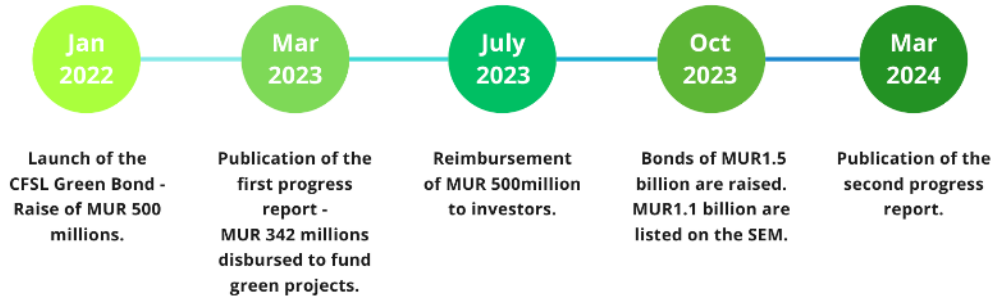 Jan
2022
Mar
2023
July
2023
Oct
2023
Mar
2024
Launch of the
CFSL Green Bond -
Raise of MUR 500
millions.
Publication of the
first progress
report -
MUR 342 millions
disbursed to fund
green projects.
Reimbursement
of MUR 500million
to investors.
Bonds of MUR1.5
billion are raised.
MUR1.1 billion are
listed on the SEM.
Publication of the
second progress
report.